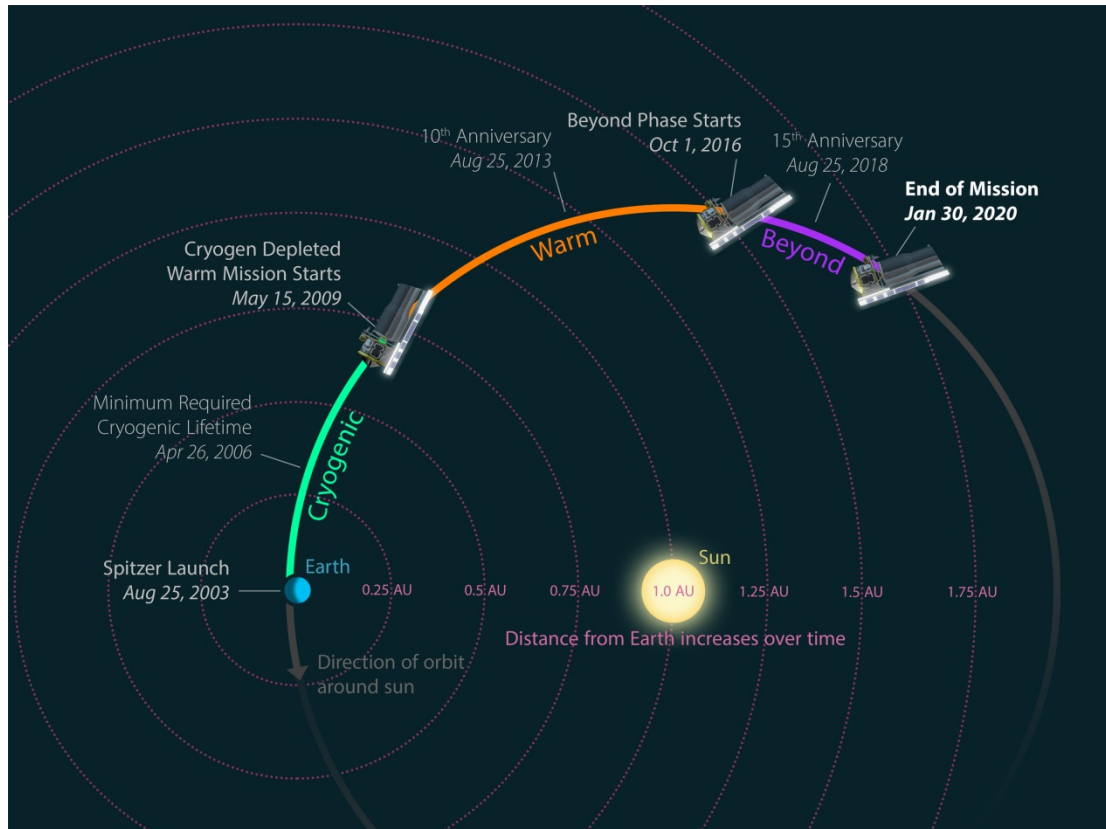 Beyond Phase Starts
Oct 1, 2016
10th Anniversary
Aug 25, 2013
15th Anniversary
Aug 25, 2018
End of Mission
Jan 30, 2020
Warm
Beyond
Cryogen Depleted
Warm Mission Starts
May 15, 2009
Minimum Required
Cryogenic Lifetime
Apr 26, 2006
Cryogenic
Spitzer Launch
Aug 25, 2003
Earth
Sun
0.25 AU
0.5 AU
0.75 AU
1.0 AU
1.25 AU
1.5 AU
1.75 AU
Distance from Earth increases over time
Direction of orbit
around sun